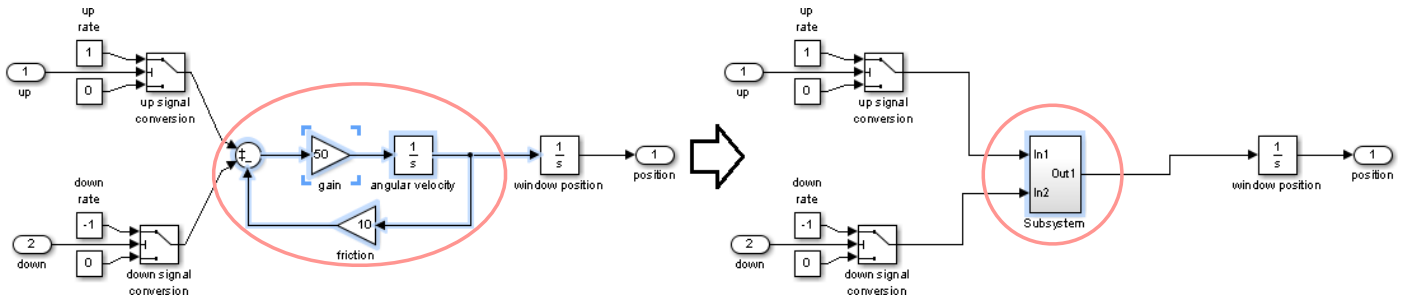 up
rate
1
1
0
up
up signal
conversion
+
+
-
50
gain
1
s
angular velocity
1
s
window position
1
position
10
friction
down
rate
-1
2
0
down
down signal
conversion
up
rate
1
1
0
up
up signal
conversion
In1
Out1
In2
Subsystem
1
s
window position
1
position
down
rate
-1
2
0
down
down signal
conversion